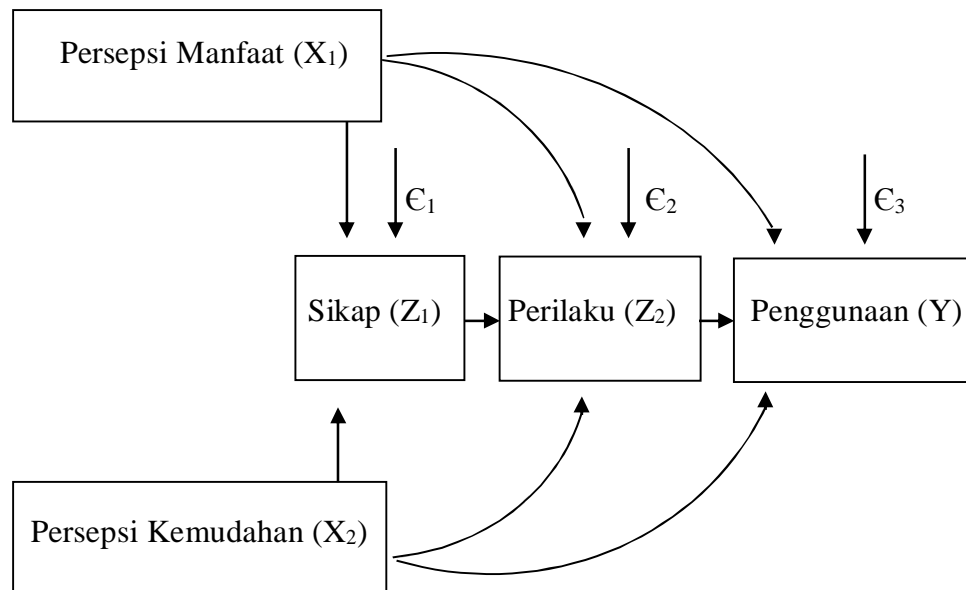 Persepsi Manfaat (X₁)
Є₁
Є₂
Є₃
Sikap (Z₁)
Perilaku (Z₂)
Penggunaan (Y)
Persepsi Kemudahan (X₂)